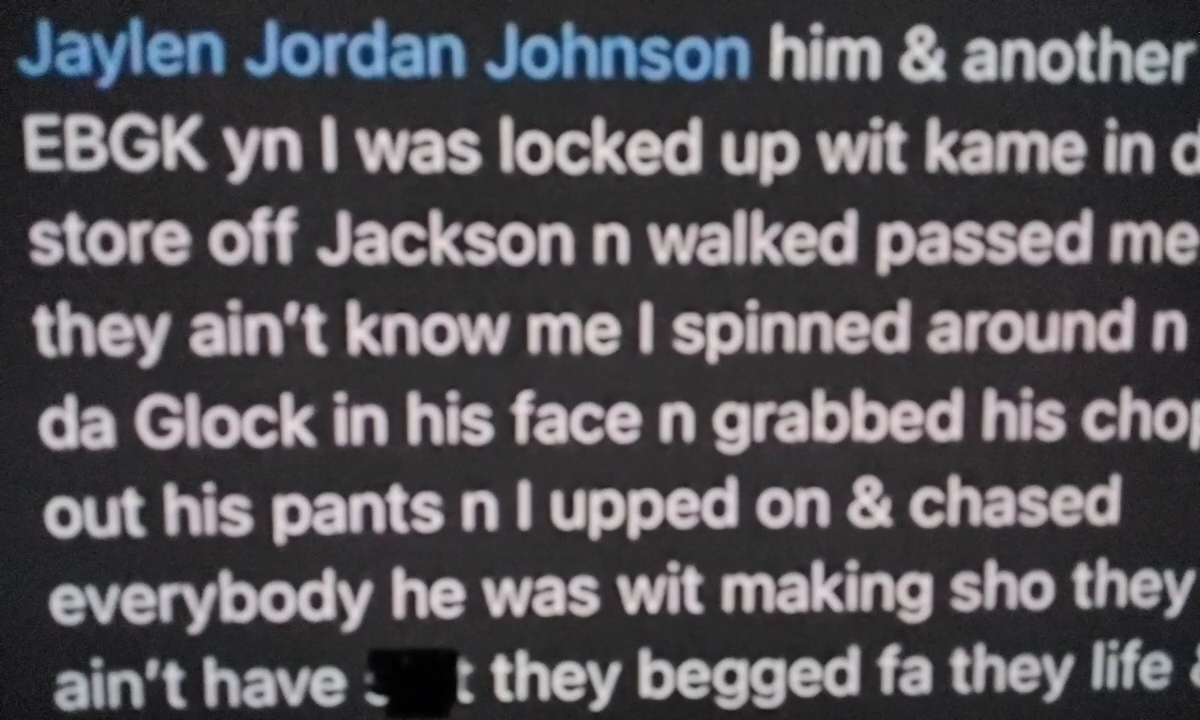 Jaylen Jordan Johnson him & another
EBGK yn I was locked up wit kame in
store off Jackson n walked passed me
they ain't know me I spinned around n
da Glock in his face n grabbed his
out his pants n I upped on & chased
everybody he was wit making sho they
ain't have they begged fa they life